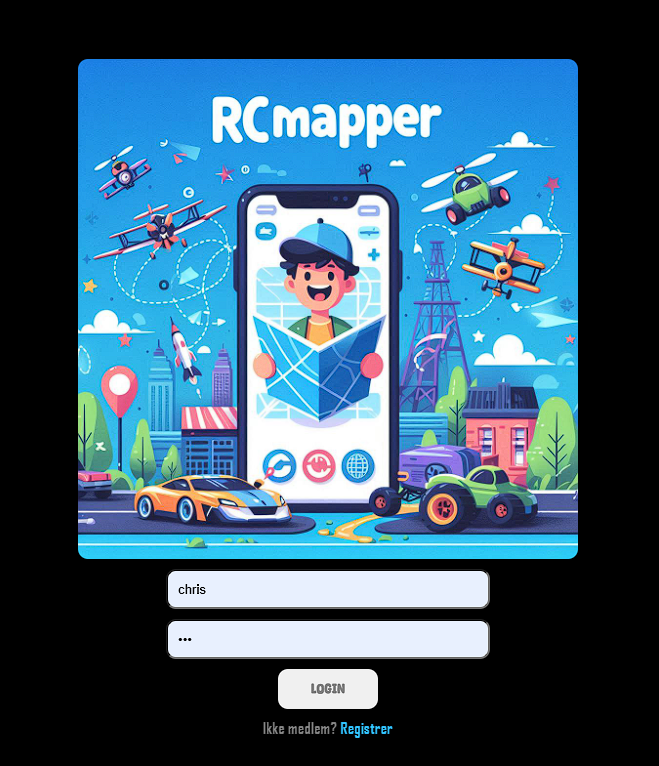 RCmapper
chris
•••
LOGIN
Ikke medlem? Registrer